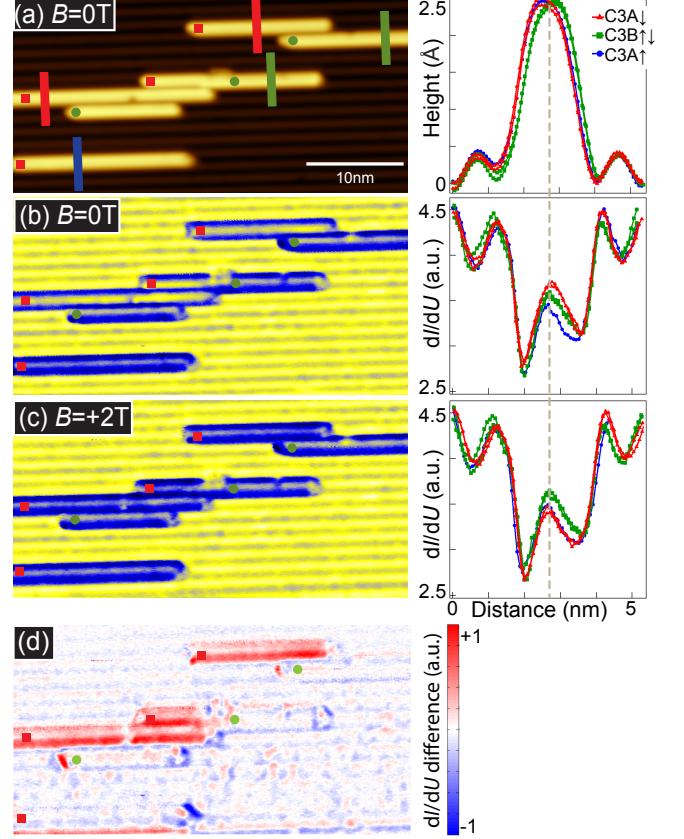 (a) B=0T
10nm
2.5
Height (Å)
0
C3A↓
C3B↑↓
C3A↑
(b) B=0T
4.5
dI/dU (a.u.)
2.5
(c) B=+2T
4.5
dI/dU (a.u.)
2.5
0 Distance (nm) 5
(d)
+1
dI/dU difference (a.u.)
-1